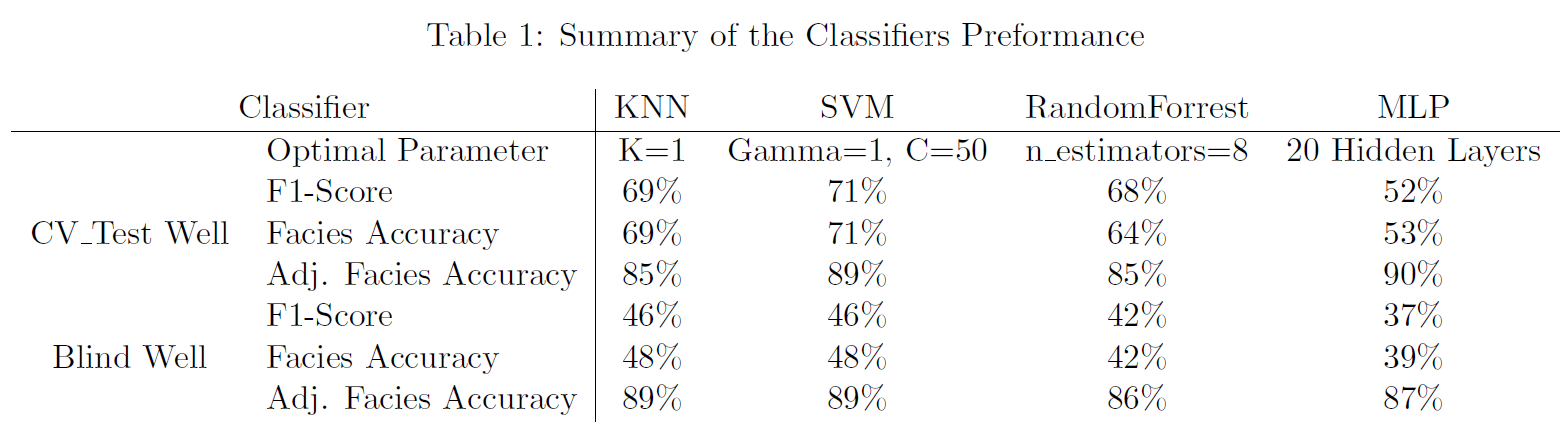 Table 1: Summary of the Classifiers Preformance
Classifier KNN SVM RandomForrest MLP
Optimal Parameter K=1 Gamma=1, C=50 n_estimators=8 20 Hidden Layers
F1-Score 69% 71% 68% 52%
CV_Test Well Facies Accuracy 69% 71% 64% 53%
Adj. Facies Accuracy 85% 89% 85% 90%
F1-Score 46% 46% 42% 37%
Blind Well Facies Accuracy 48% 48% 42% 39%
Adj. Facies Accuracy 89% 89% 86% 87%